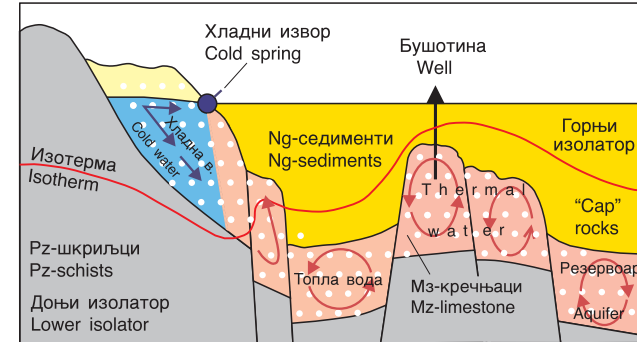 Хладни извор
Cold spring
Бушотина
Well
Хладна в.
Cold water
Ng-седименти
Ng-sediments
Горњи
изолатор
Изотерма
Isotherm
Thermal
water
“Cap”
rocks
Pz-шкриљци
Pz-schists
Топла вода
Мз-кречњаци
Mz-limestone
Резервоар
Aquifer
Доњи изолатор
Lower isolator